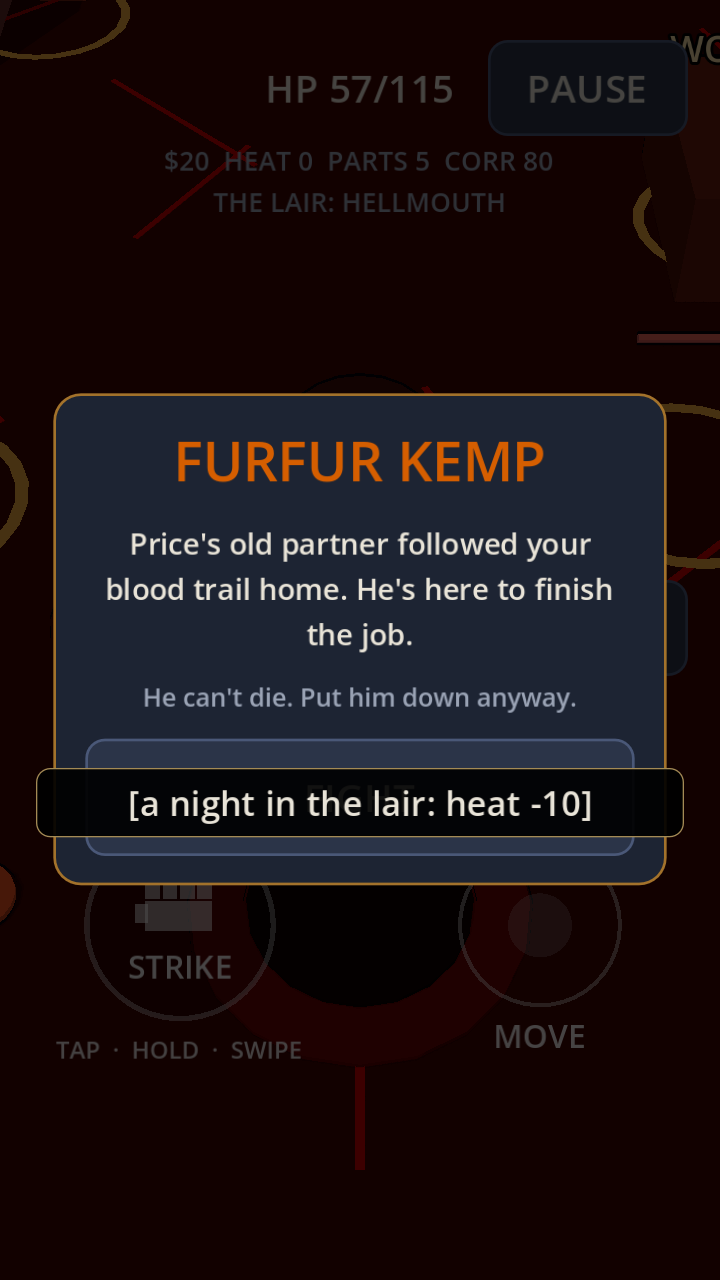 WO
HP 57/115
PAUSE
$20 HEAT 0 PARTS 5 CORR 80
THE LAIR: HELLMOUTH
FURFUR KEMP
Price's old partner followed your
blood trail home. He's here to finish
the job.
He can't die. Put him down anyway.
[a night in the lair: heat -10]
STRIKE
MOVE
TAP · HOLD · SWIPE